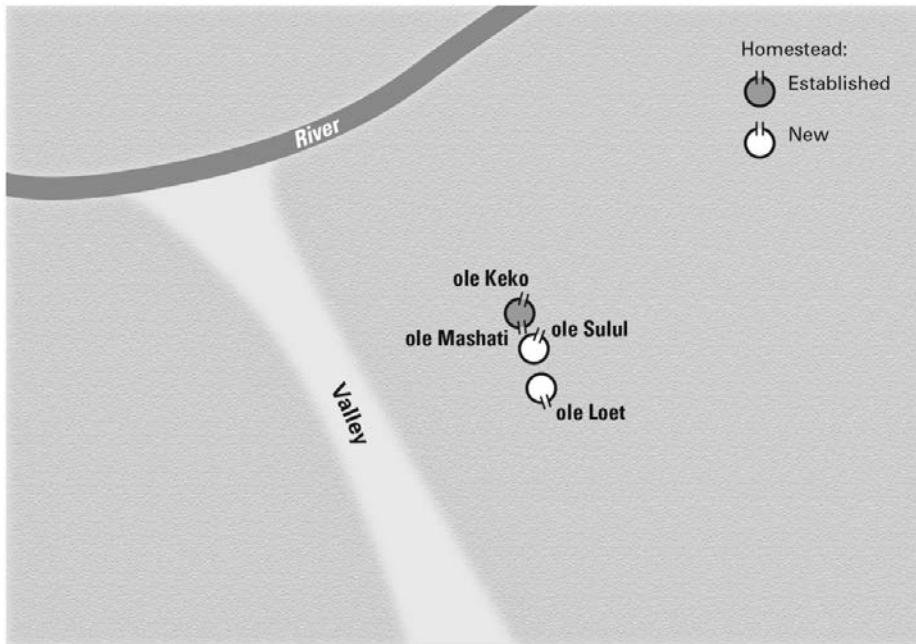 Homestead:
Established
New
River
ole Keko
ole Mashati
ole Sulul
ole Loet
Valley